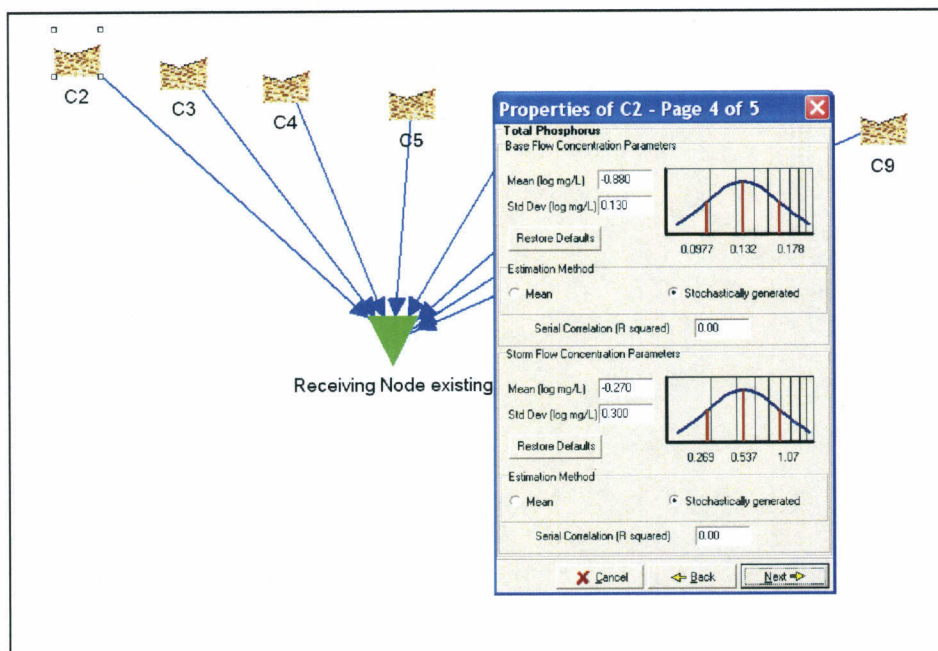 C2
C3
C4
C5
C9
Receiving Node existing
Properties of C2 - Page 4 of 5
Total Phosphorus
Base Flow Concentration Parameters
Mean (log mg/L) -0.880
Std Dev (log mg/L) 0.130
Restore Defaults
0.0977 0.132 0.178
Estimation Method
Mean Stochastically generated
Serial Correlation (R squared) 0.00
Storm Flow Concentration Parameters
Mean (log mg/L) -0.270
Std Dev (log mg/L) 0.300
Restore Defaults
0.269 0.537 1.07
Estimation Method
Mean Stochastically generated
Serial Correlation (R squared) 0.00
Cancel Back Next